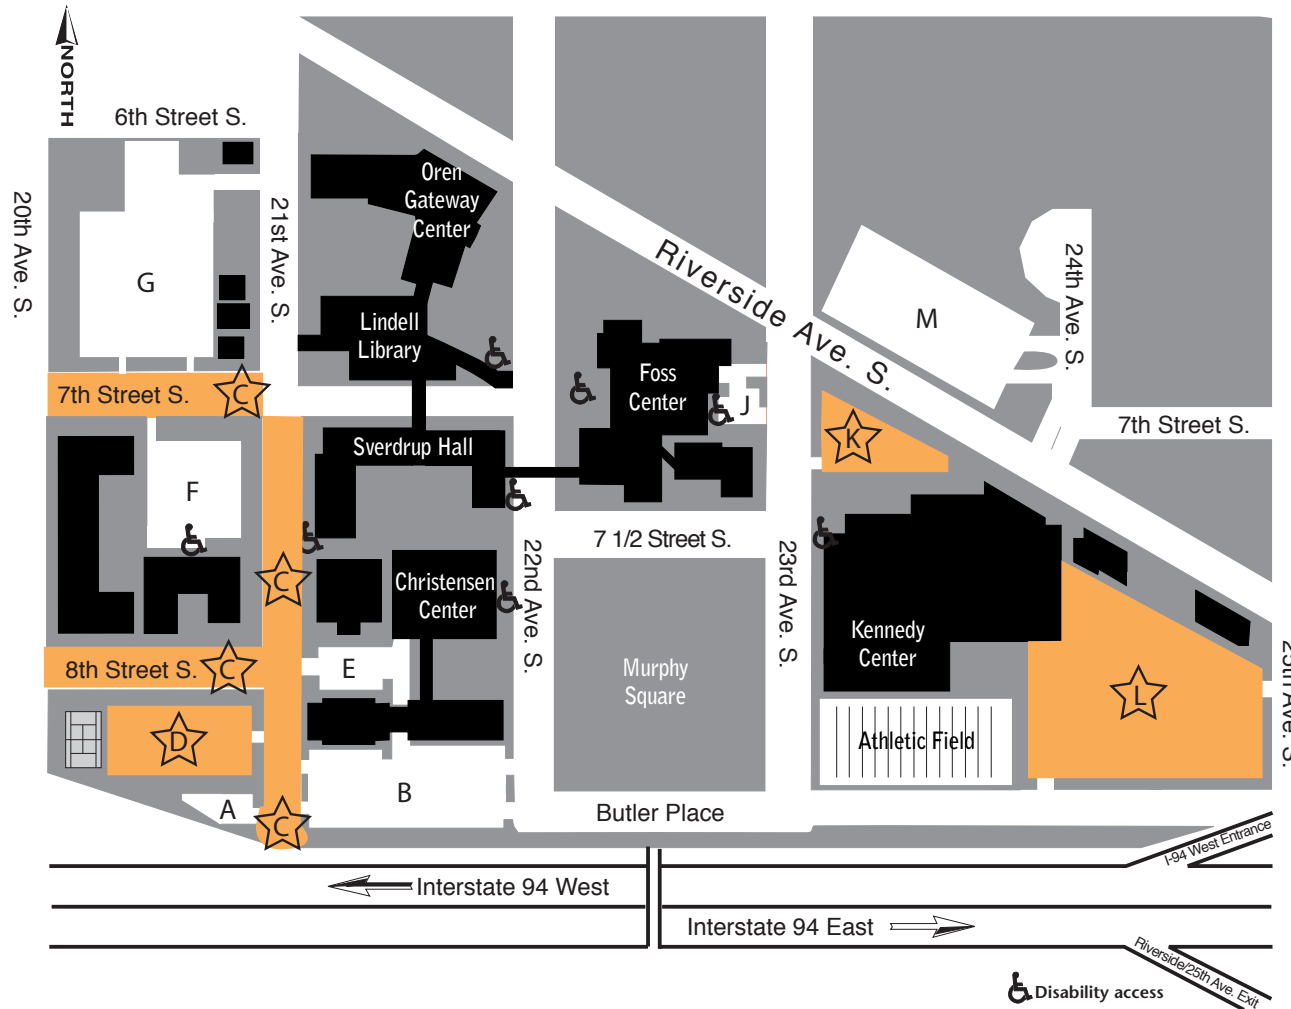 NORTH
6th Street S.
20th Ave. S.
21st Ave. S.
Oren
Gateway
Center
G
Lindell
Library
Riverside Ave. S.
M
24th Ave. S.
7th Street S.
C
Foss
Center
J
K
7th Street S.
Sverdrup Hall
F
C
Christensen
Center
22nd Ave. S.
7 1/2 Street S.
23rd Ave. S.
Kennedy
Center
8th Street S.
C
E
Murphy
Square
L
25th Ave. S.
D
Athletic Field
A
C
B
Butler Place
I-94 West Entrance
Interstate 94 West
Interstate 94 East
Riverside/25th Ave. Exit
Disability access